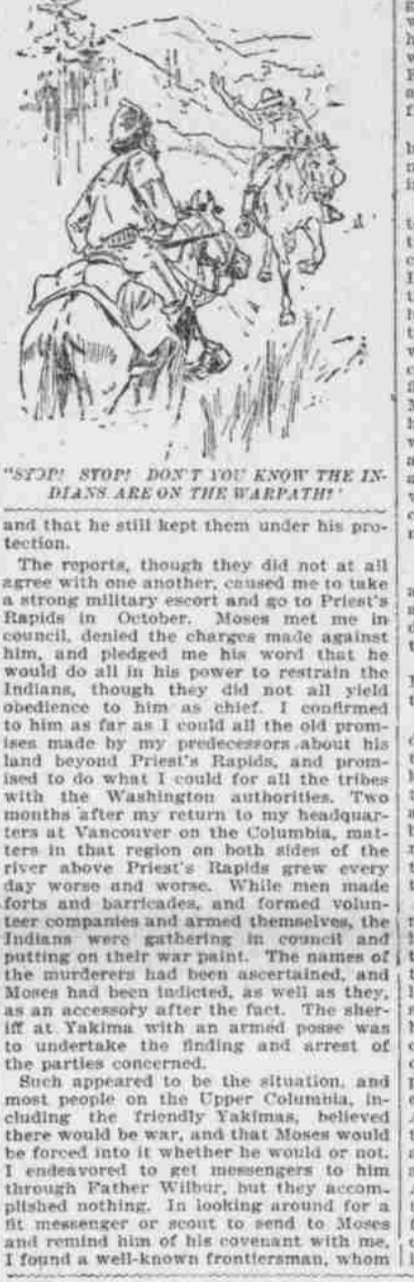 "STOP! STOP! DON'T YOU KNOW THE IN-
DIANS ARE ON THE WARPATH?'
and that he still kept them under his pro-
tection.
The reports, though they did not at all
agree with one another, caused me to take
a strong military escort and go to Priest's
Rapids in October. Moses met me in
council, denied the charges made against
him, and pledged me his word that he
would do all in his power to restrain the
Indians, though they did not all yield
obedience to him as chief. I confirmed
to him as far as I could all the old prom-
ises made by my predecessors about his
land beyond Priest's Rapids, and prom-
ised to do what I could for all the tribes
with the Washington authorities. Two
months after my return to my headquar-
ters at Vancouver on the Columbia, mat-
ters in that region on both sides of the
river above Priest's Rapids grew every
day worse and worse. While men made
forts and barricades, and formed volun-
teer companies and armed themselves, the
Indians were gathering in council and
putting on their war paint. The names of
the murderers had been ascertained, and
Moses had been indicted, as well as they,
as an accessory after the fact. The sher-
iff at Yakima with an armed posse was
to undertake the finding and arrest of
the parties concerned.
Such appeared to be the situation, and
most people on the Upper Columbia, in-
cluding the friendly Yakimas, believed
there would be war, and that Moses would
be forced into it whether he would or not.
I endeavored to get messengers to him
through Father Wilbur, but they accom-
plished nothing. In looking around for a
fit messenger or scout to send to Moses
and remind him of his covenant with me,
I found a well-known frontiersman, whom